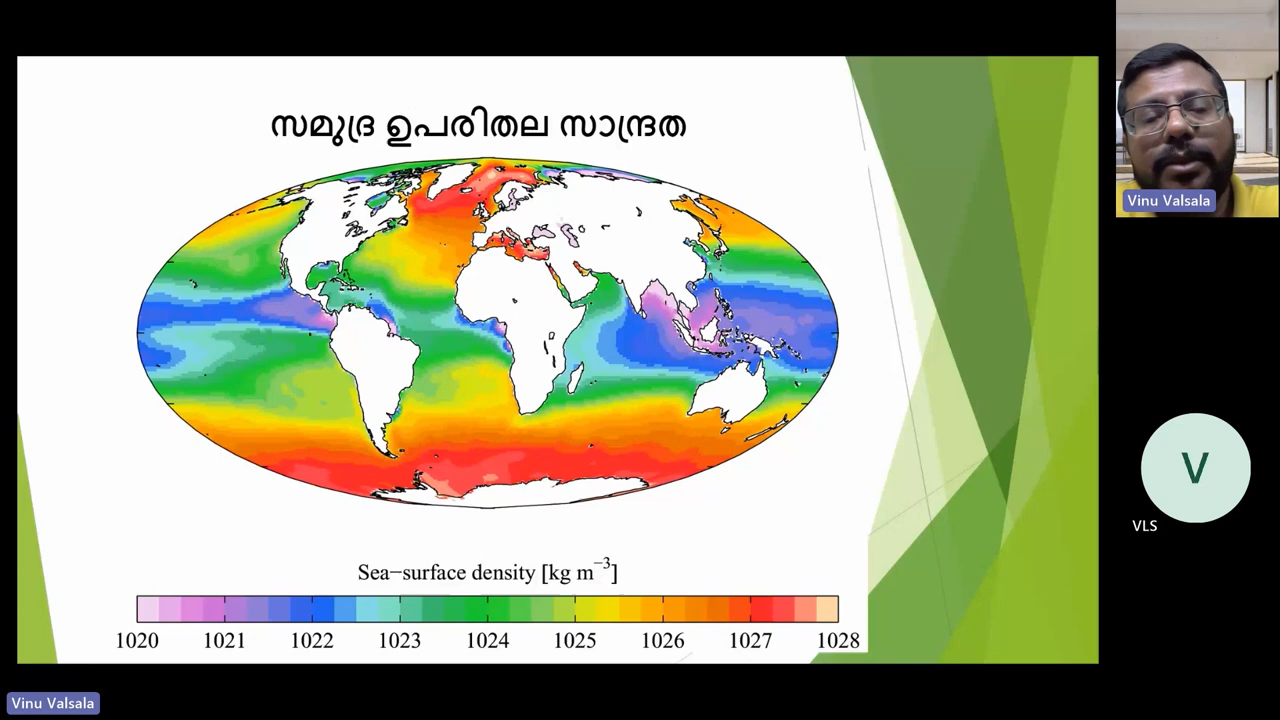 സമുദ്ര ഉപരിതല സാന്ദ്രത
Sea−surface density [kg m⁻³]
1020 1021 1022 1023 1024 1025 1026 1027 1028
Vinu Valsala
V
VLS
Vinu Valsala